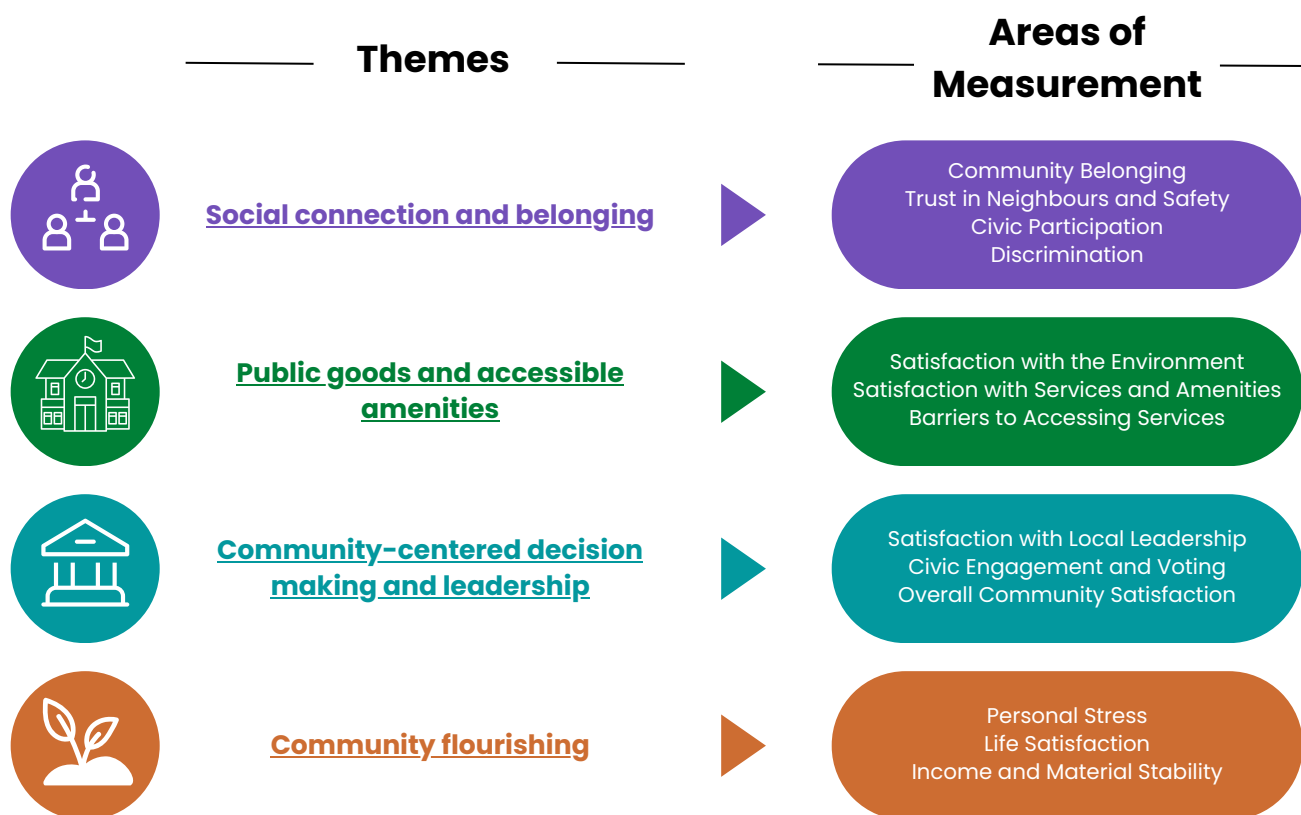 Themes
Areas of
Measurement
Social connection and belonging
Community Belonging
Trust in Neighbours and Safety
Civic Participation
Discrimination
Public goods and accessible
amenities
Satisfaction with the Environment
Satisfaction with Services and Amenities
Barriers to Accessing Services
Community-centered decision
making and leadership
Satisfaction with Local Leadership
Civic Engagement and Voting
Overall Community Satisfaction
Community flourishing
Personal Stress
Life Satisfaction
Income and Material Stability